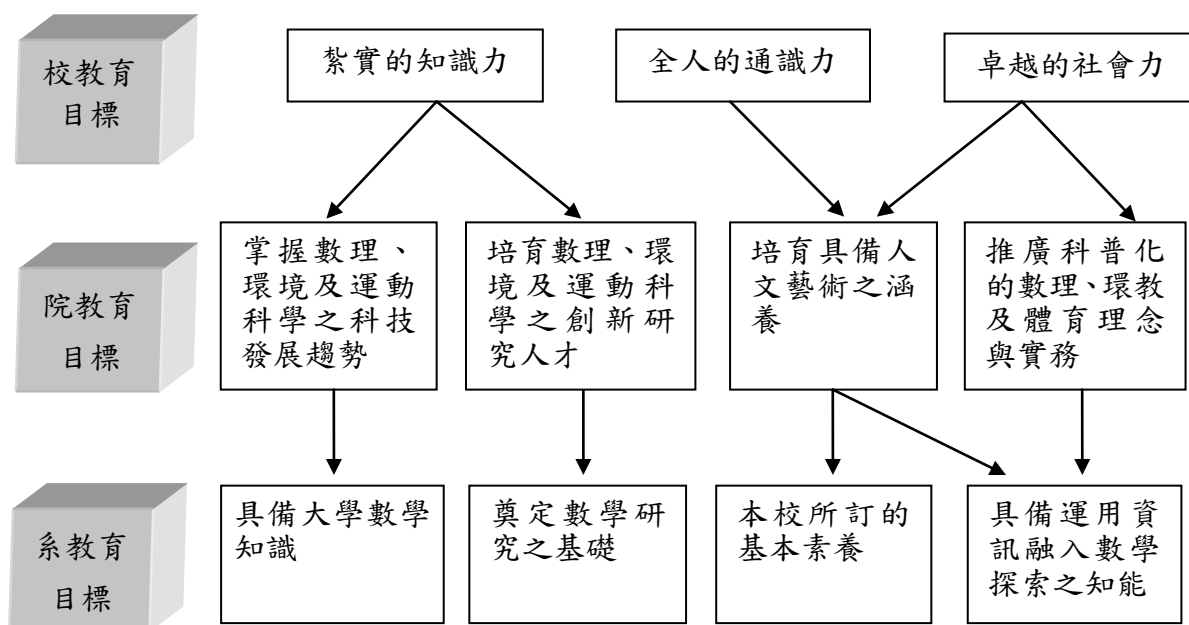 校教育
目標
紮實的知識力
全人的通識力
卓越的社會力
院教育
目標
掌握數理、
環境及運動
科學之科技
發展趨勢
培育數理、環
境及運動科
學之創新研
究人才
培育具備人
文藝術之涵
養
推廣科普化
的數理、環教
及體育理念
與實務
系教育
目標
具備大學數學
知識
奠定數學研
究之基礎
本校所訂的
基本素養
具備運用資
訊融入數學
探索之知能